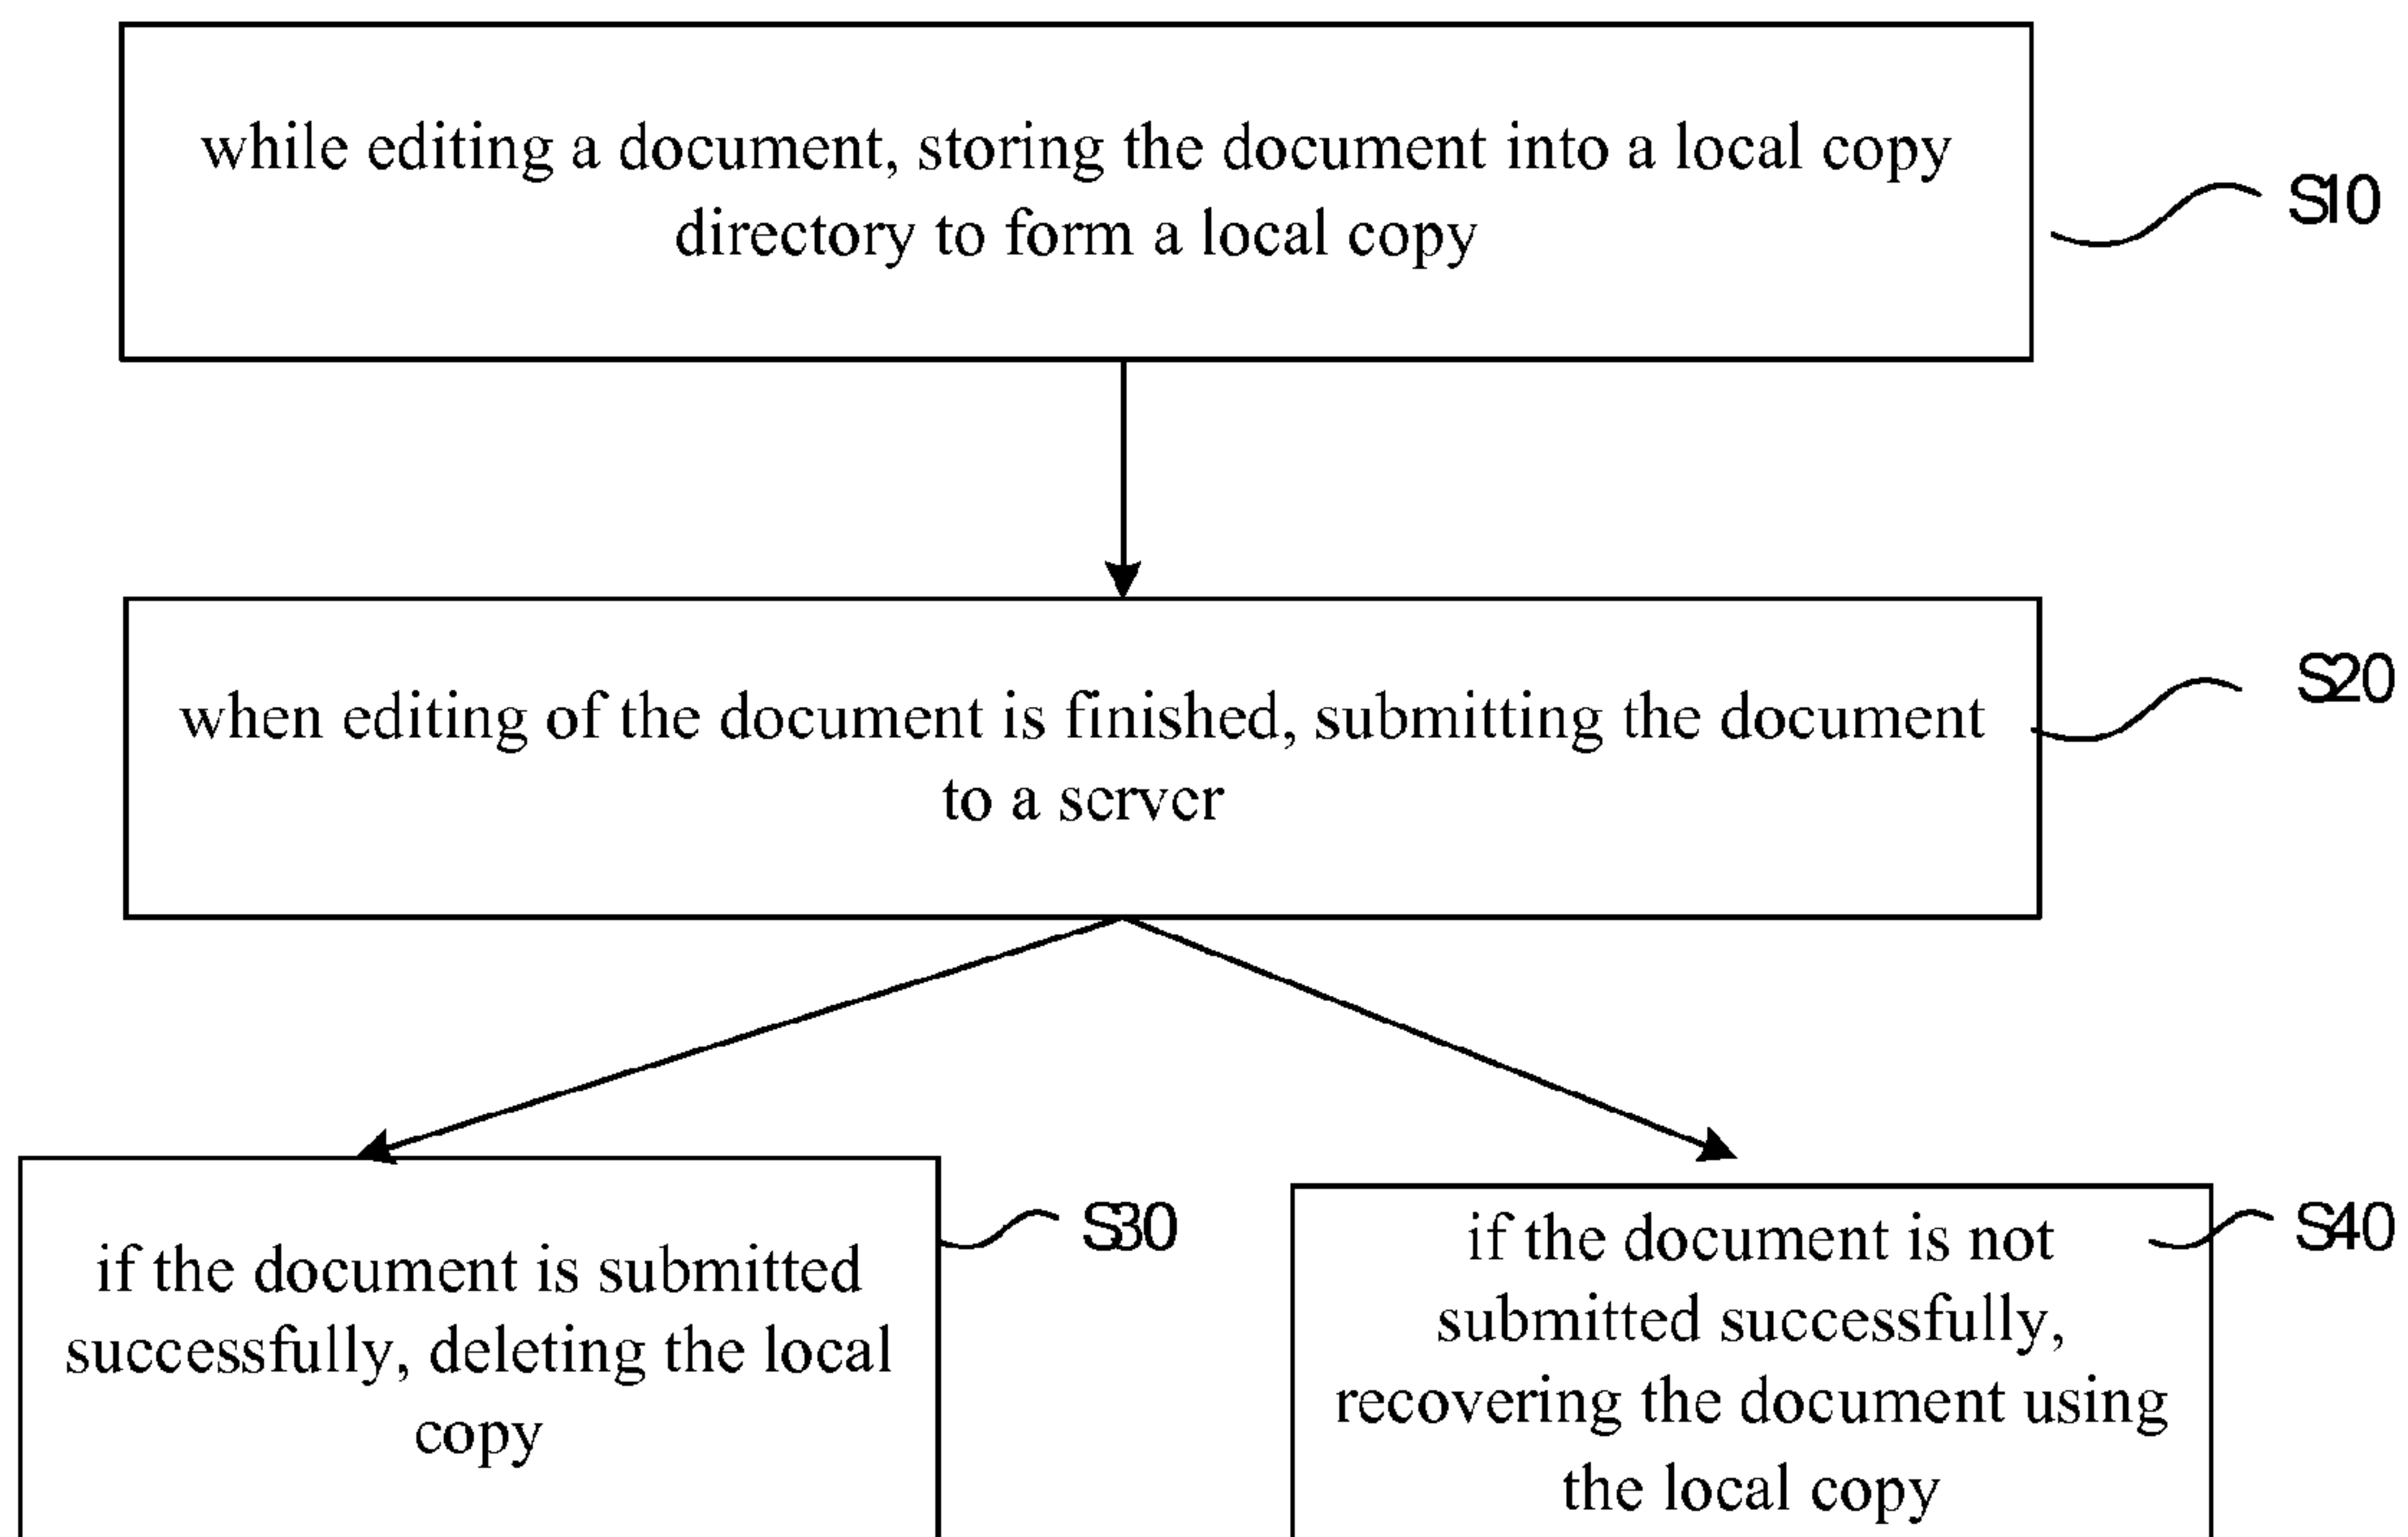 while editing a document, storing the document into a local copy
directory to form a local copy
S10
when editing of the document is finished, submitting the document
to a server
S20
if the document is submitted
successfully, deleting the local
copy
S30
if the document is not
submitted successfully,
recovering the document using
the local copy
S40